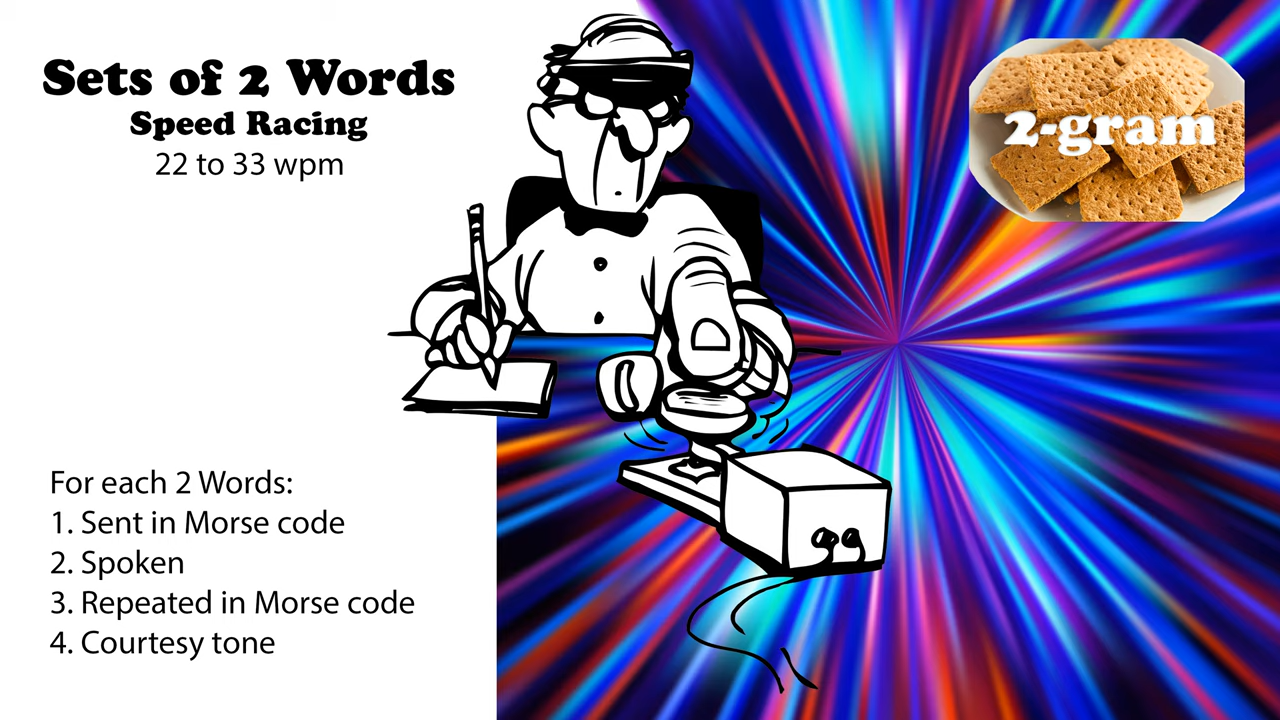 Sets of 2 Words
Speed Racing
22 to 33 wpm
2-gram
For each 2 Words:
1. Sent in Morse code
2. Spoken
3. Repeated in Morse code
4. Courtesy tone